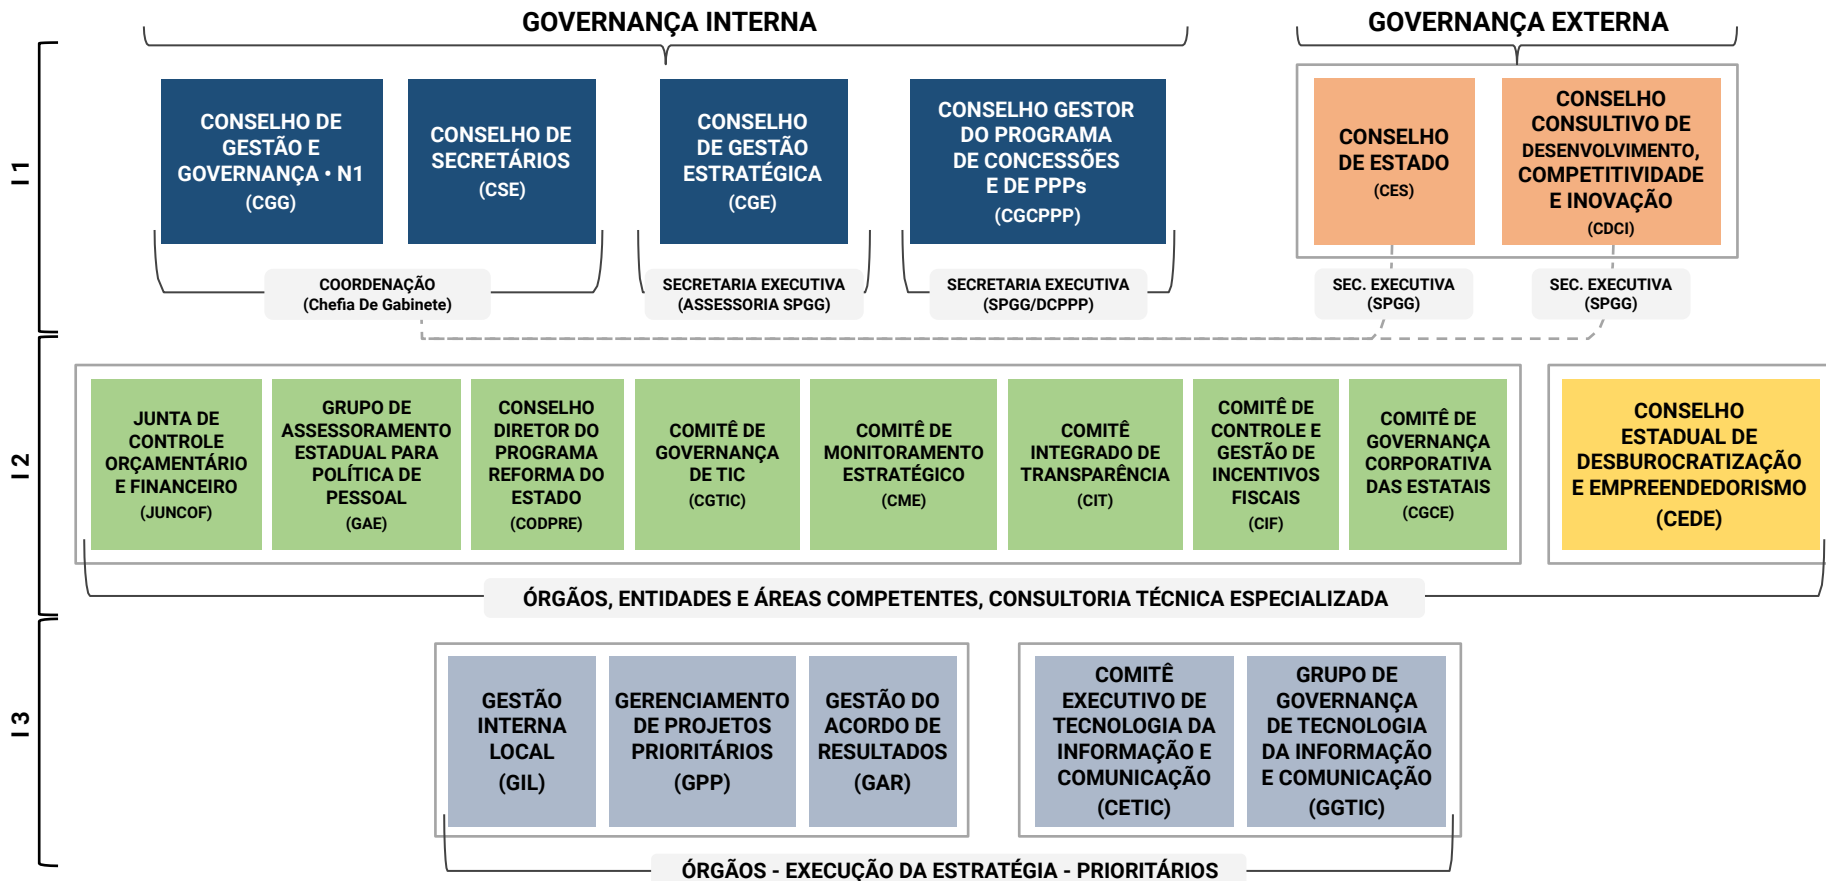 GOVERNANÇA INTERNA
GOVERNANÇA EXTERNA
I 1
CONSELHO DE
GESTÃO E
GOVERNANÇA • N1
(CGG)
CONSELHO DE
SECRETÁRIOS
(CSE)
CONSELHO
DE GESTÃO
ESTRATÉGICA
(CGE)
CONSELHO GESTOR
DO PROGRAMA
DE CONCESSÕES
E DE PPPs
(CGCPPP)
CONSELHO
DE ESTADO
(CES)
CONSELHO
CONSULTIVO DE
DESENVOLVIMENTO,
COMPETITIVIDADE
E INOVAÇÃO
(CDCI)
COORDENAÇÃO
(Chefia De Gabinete)
SECRETARIA EXECUTIVA
(ASSESSORIA SPGG)
SECRETARIA EXECUTIVA
(SPGG/DCPPP)
SEC. EXECUTIVA
(SPGG)
SEC. EXECUTIVA
(SPGG)
I 2
JUNTA DE
CONTROLE
ORÇAMENTÁRIO
E FINANCEIRO
(JUNCOF)
GRUPO DE
ASSESSORAMENTO
ESTADUAL PARA
POLÍTICA DE
PESSOAL
(GAE)
CONSELHO
DIRETOR DO
PROGRAMA
REFORMA DO
ESTADO
(CODPRE)
COMITÊ DE
GOVERNANÇA
DE TIC
(CGTIC)
COMITÊ DE
MONITORAMENTO
ESTRATÉGICO
(CME)
COMITÊ
INTEGRADO DE
TRANSPARÊNCIA
(CIT)
COMITÊ DE
CONTROLE E
GESTÃO DE
INCENTIVOS
FISCAIS
(CIF)
COMITÊ DE
GOVERNANÇA
CORPORATIVA
DAS ESTATAIS
(CGCE)
CONSELHO
ESTADUAL DE
DESBUROCRATIZAÇÃO
E EMPREENDEDORISMO
(CEDE)
ÓRGÃOS, ENTIDADES E ÁREAS COMPETENTES, CONSULTORIA TÉCNICA ESPECIALIZADA
I 3
GESTÃO
INTERNA
LOCAL
(GIL)
GERENCIAMENTO
DE PROJETOS
PRIORITÁRIOS
(GPP)
GESTÃO DO
ACORDO DE
RESULTADOS
(GAR)
COMITÊ
EXECUTIVO DE
TECNOLOGIA DA
INFORMAÇÃO E
COMUNICAÇÃO
(CETIC)
GRUPO DE
GOVERNANÇA
DE TECNOLOGIA
DA INFORMAÇÃO
E COMUNICAÇÃO
(GGTIC)
ÓRGÃOS - EXECUÇÃO DA ESTRATÉGIA - PRIORITÁRIOS